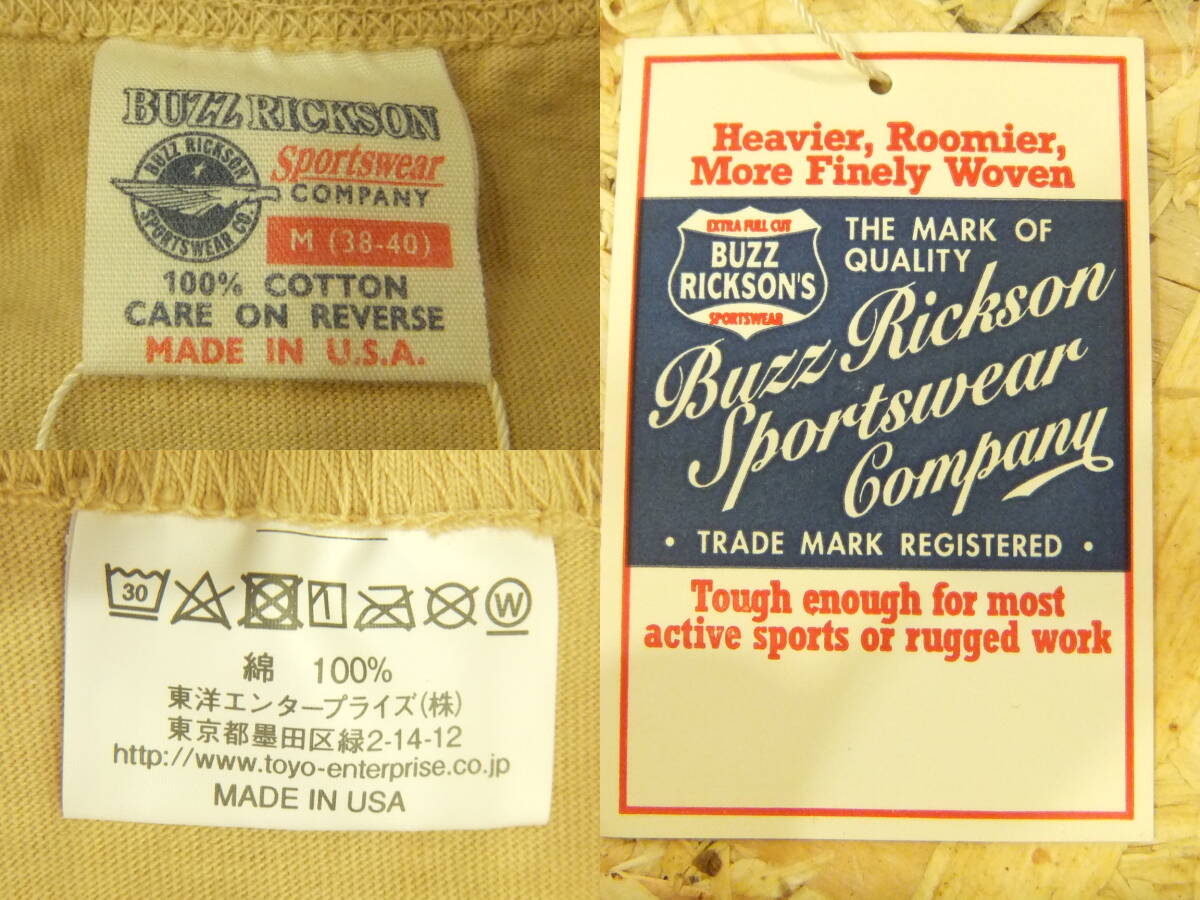 BUZZ RICKSON
BUZZ RICKSON
SPORTSWEAR CO.
Sportswear
COMPANY
M (38-40)
100% COTTON
CARE ON REVERSE
MADE IN U.S.A.
30
W
綿 100%
東洋エンタープライズ(株)
東京都墨田区緑2-14-12
http://www.toyo-enterprise.co.jp
MADE IN USA
Heavier, Roomier,
More Finely Woven
EXTRA FULL CUT
BUZZ
RICKSON'S
SPORTSWEAR
THE MARK OF
QUALITY
Buzz Rickson
Sportswear
Company
• TRADE MARK REGISTERED •
Tough enough for most
active sports or rugged work